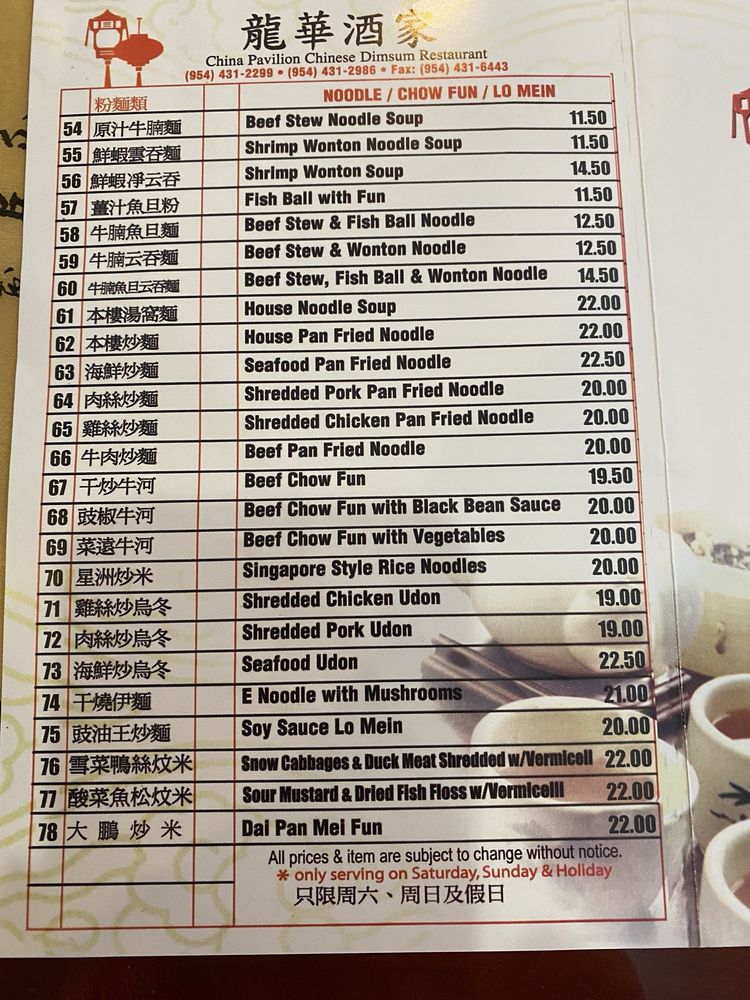 龍華酒家
China Pavilion Chinese Dimsum Restaurant
(954) 431-2299 • (954) 431-2986 • Fax: (954) 431-6443
粉麵類 NOODLE / CHOW FUN / LO MEIN
54 原汁牛腩麵 Beef Stew Noodle Soup 11.50
55 鮮蝦雲吞麵 Shrimp Wonton Noodle Soup 11.50
56 鮮蝦凈云吞 Shrimp Wonton Soup 14.50
57 薑汁魚旦粉 Fish Ball with Fun 11.50
58 牛腩魚旦麵 Beef Stew & Fish Ball Noodle 12.50
59 牛腩云吞麵 Beef Stew & Wonton Noodle 12.50
60 牛腩魚旦云吞麵 Beef Stew, Fish Ball & Wonton Noodle 14.50
61 本樓湯窩麵 House Noodle Soup 22.00
62 本樓炒麵 House Pan Fried Noodle 22.00
63 海鮮炒麵 Seafood Pan Fried Noodle 22.50
64 肉絲炒麵 Shredded Pork Pan Fried Noodle 20.00
65 雞絲炒麵 Shredded Chicken Pan Fried Noodle 20.00
66 牛肉炒麵 Beef Pan Fried Noodle 20.00
67 干炒牛河 Beef Chow Fun 19.50
68 豉椒牛河 Beef Chow Fun with Black Bean Sauce 20.00
69 菜遠牛河 Beef Chow Fun with Vegetables 20.00
70 星洲炒米 Singapore Style Rice Noodles 20.00
71 雞絲炒烏冬 Shredded Chicken Udon 19.00
72 肉絲炒烏冬 Shredded Pork Udon 19.00
73 海鮮炒烏冬 Seafood Udon 22.50
74 干燒伊麵 E Noodle with Mushrooms 21.00
75 豉油王炒麵 Soy Sauce Lo Mein 20.00
76 雪菜鴨絲炆米 Snow Cabbages & Duck Meat Shredded w/Vermicell 22.00
77 酸菜魚松炆米 Sour Mustard & Dried Fish Floss w/Vermicelli 22.00
78 大鵬炒米 Dai Pan Mei Fun 22.00
All prices & item are subject to change without notice.
* only serving on Saturday, Sunday & Holiday
只限周六、周日及假日